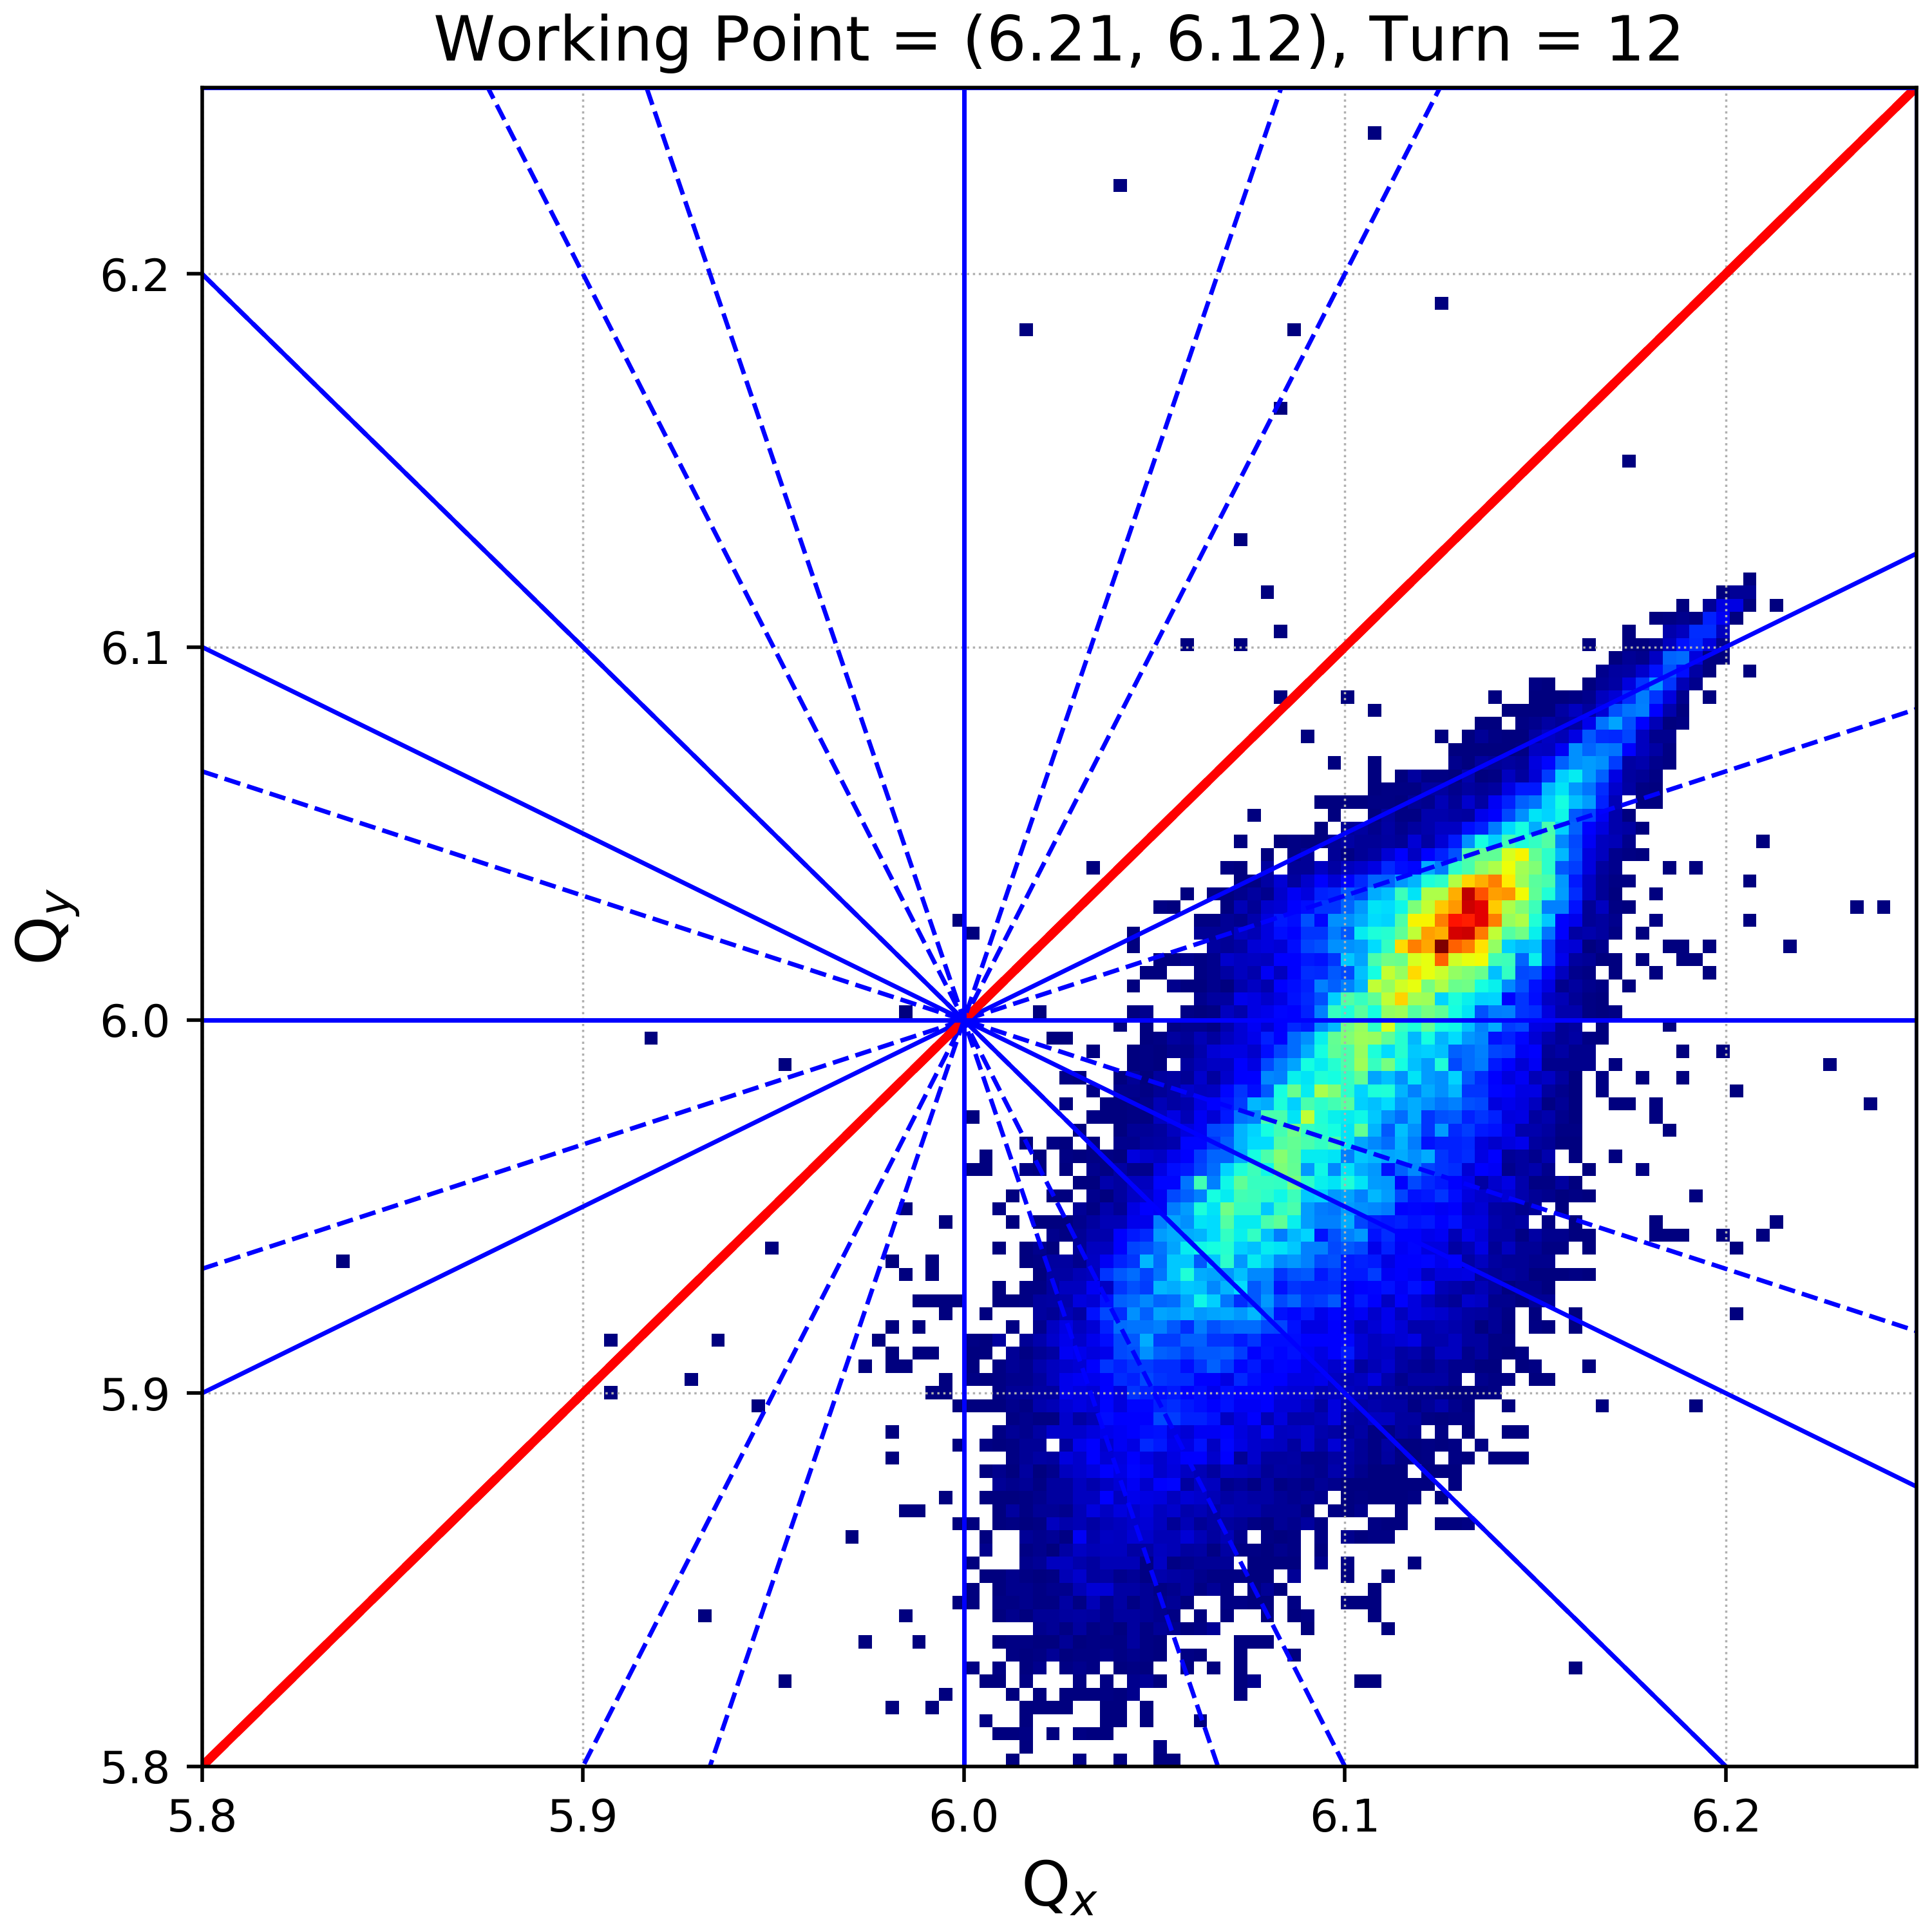 Working Point = (6.21, 6.12), Turn = 12
6.2
6.1
6.0
5.9
5.8
Qy
5.8 5.9 6.0 6.1 6.2
Qx